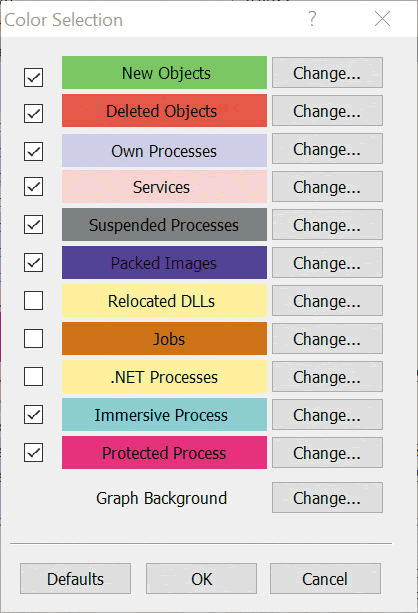 Color Selection ?
New Objects Change...
Deleted Objects Change...
Own Processes Change...
Services Change...
Suspended Processes Change...
Packed Images Change...
Relocated DLLs Change...
Jobs Change...
.NET Processes Change...
Immersive Process Change...
Protected Process Change...
Graph Background Change...
Defaults OK Cancel